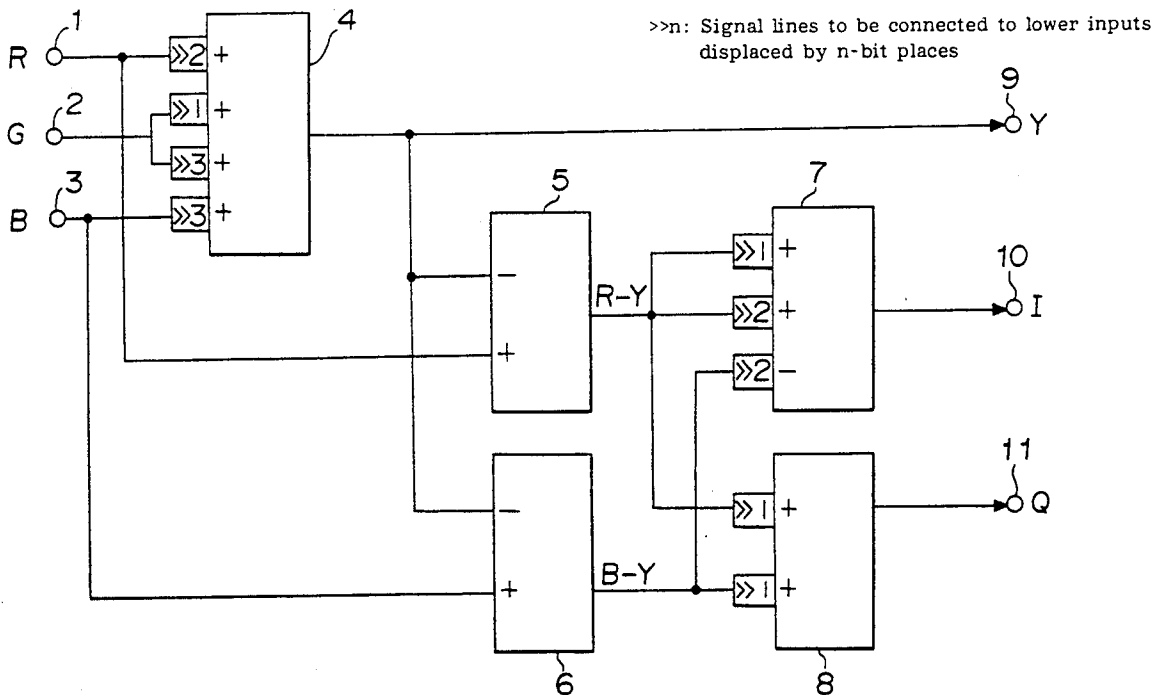 >>n: Signal lines to be connected to lower inputs
displaced by n-bit places
1
4
R
≫2 +
9
2
≫1 +
Y
G
≫3 +
3
5
7
B
≫3 +
≫1 +
10
−
R−Y
≫2 +
I
+
≫2 −
11
−
≫1 +
Q
B−Y
+
≫1 +
6
8